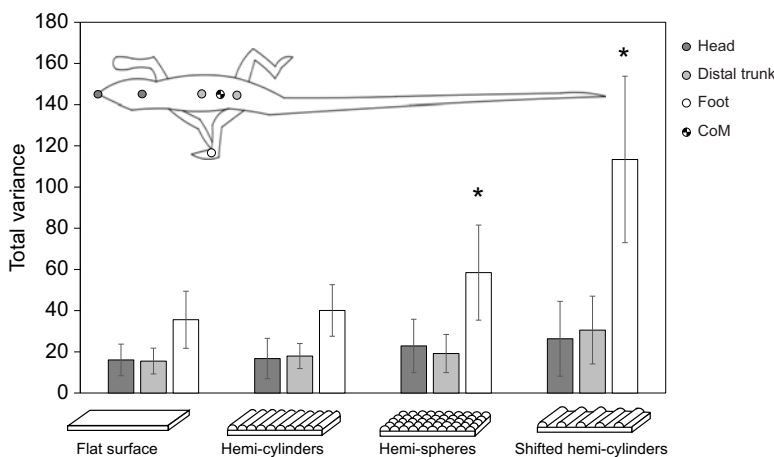 180
160
140
120
100
80
60
40
20
0
Total variance
*
*
Head
Distal trunk
Foot
CoM
Flat surface
Hemi-cylinders
Hemi-spheres
Shifted hemi-cylinders